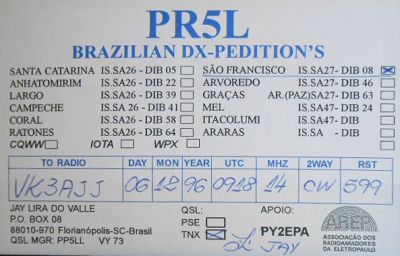 PR5L
BRAZILIAN DX-PEDITION'S
SANTA CATARINA IS.SA26 - DIB 05 SÃO FRANCISCO IS.SA27- DIB 08
ANHATOMIRIM IS.SA26 - DIB 22 ARVOREDO IS.SA27- DIB 46
LARGO IS.SA26 - DIB 39 GRAÇAS AR.(PAZ)SA27- DIB 63
CAMPECHE IS.SA 26 - DIB 41 MEL IS.SA47- DIB 24
CORAL IS.SA26 - DIB 58 ITACOLUMI IS.SA47- DIB
RATONES IS.SA26 - DIB 64 ARARAS IS.SA - DIB
CQWW IOTA WPX
TO RADIO DAY MON YEAR UTC MHZ 2WAY RST
VK3AJJ 06 12 96 0918 14 CW 599
JAY LIRA DO VALLE QSL: APOIO:
P.O. BOX 08 PSE
88010-970 Florianópolis-SC-Brasil TNX PY2EPA
QSL MGR: PP5LL VY 73 JAY
ASSOCIAÇÃO DOS
RADIOAMADORES
DA ELETROPAULO